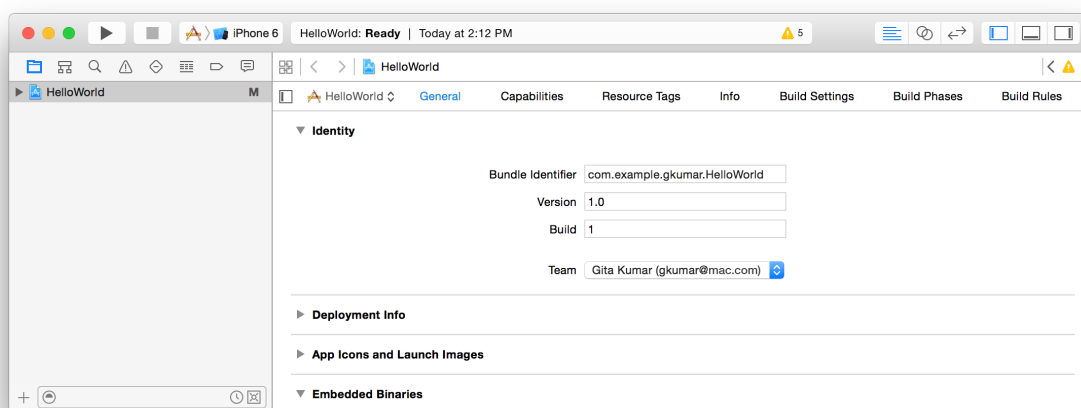 iPhone 6 HelloWorld: Ready | Today at 2:12 PM 5
HelloWorld
HelloWorld M
HelloWorld General Capabilities Resource Tags Info Build Settings Build Phases Build Rules
Identity
Bundle Identifier com.example.gkumar.HelloWorld
Version 1.0
Build 1
Team Gita Kumar (gkumar@mac.com)
Deployment Info
App Icons and Launch Images
Embedded Binaries